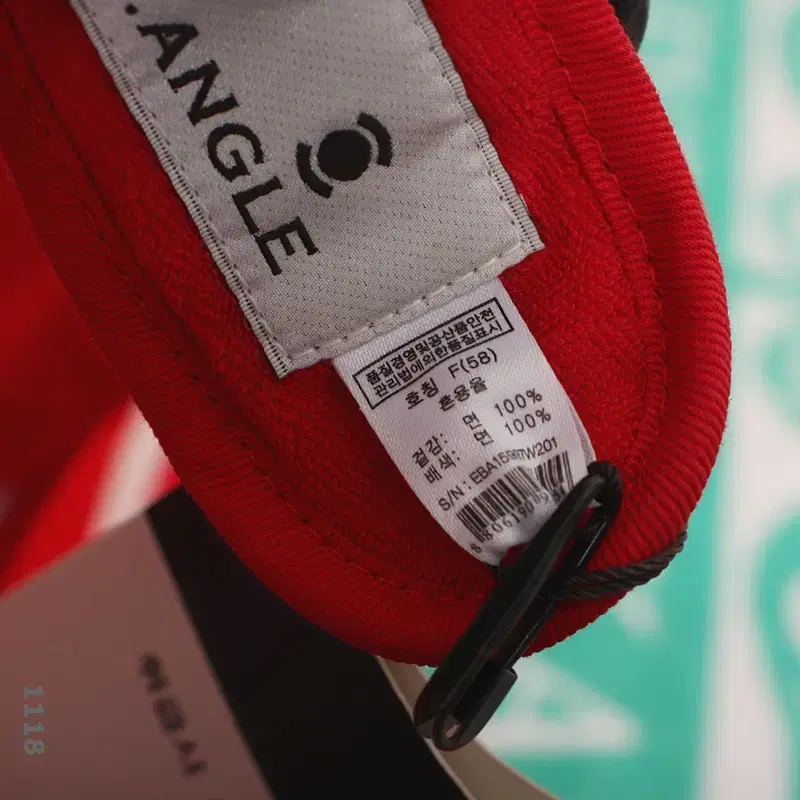 .ANGLE
품질경영및공산품안전
관리법에의한품질표시
호칭 F(58)
혼용율
겉감: 면 100%
배색: 면 100%
1118